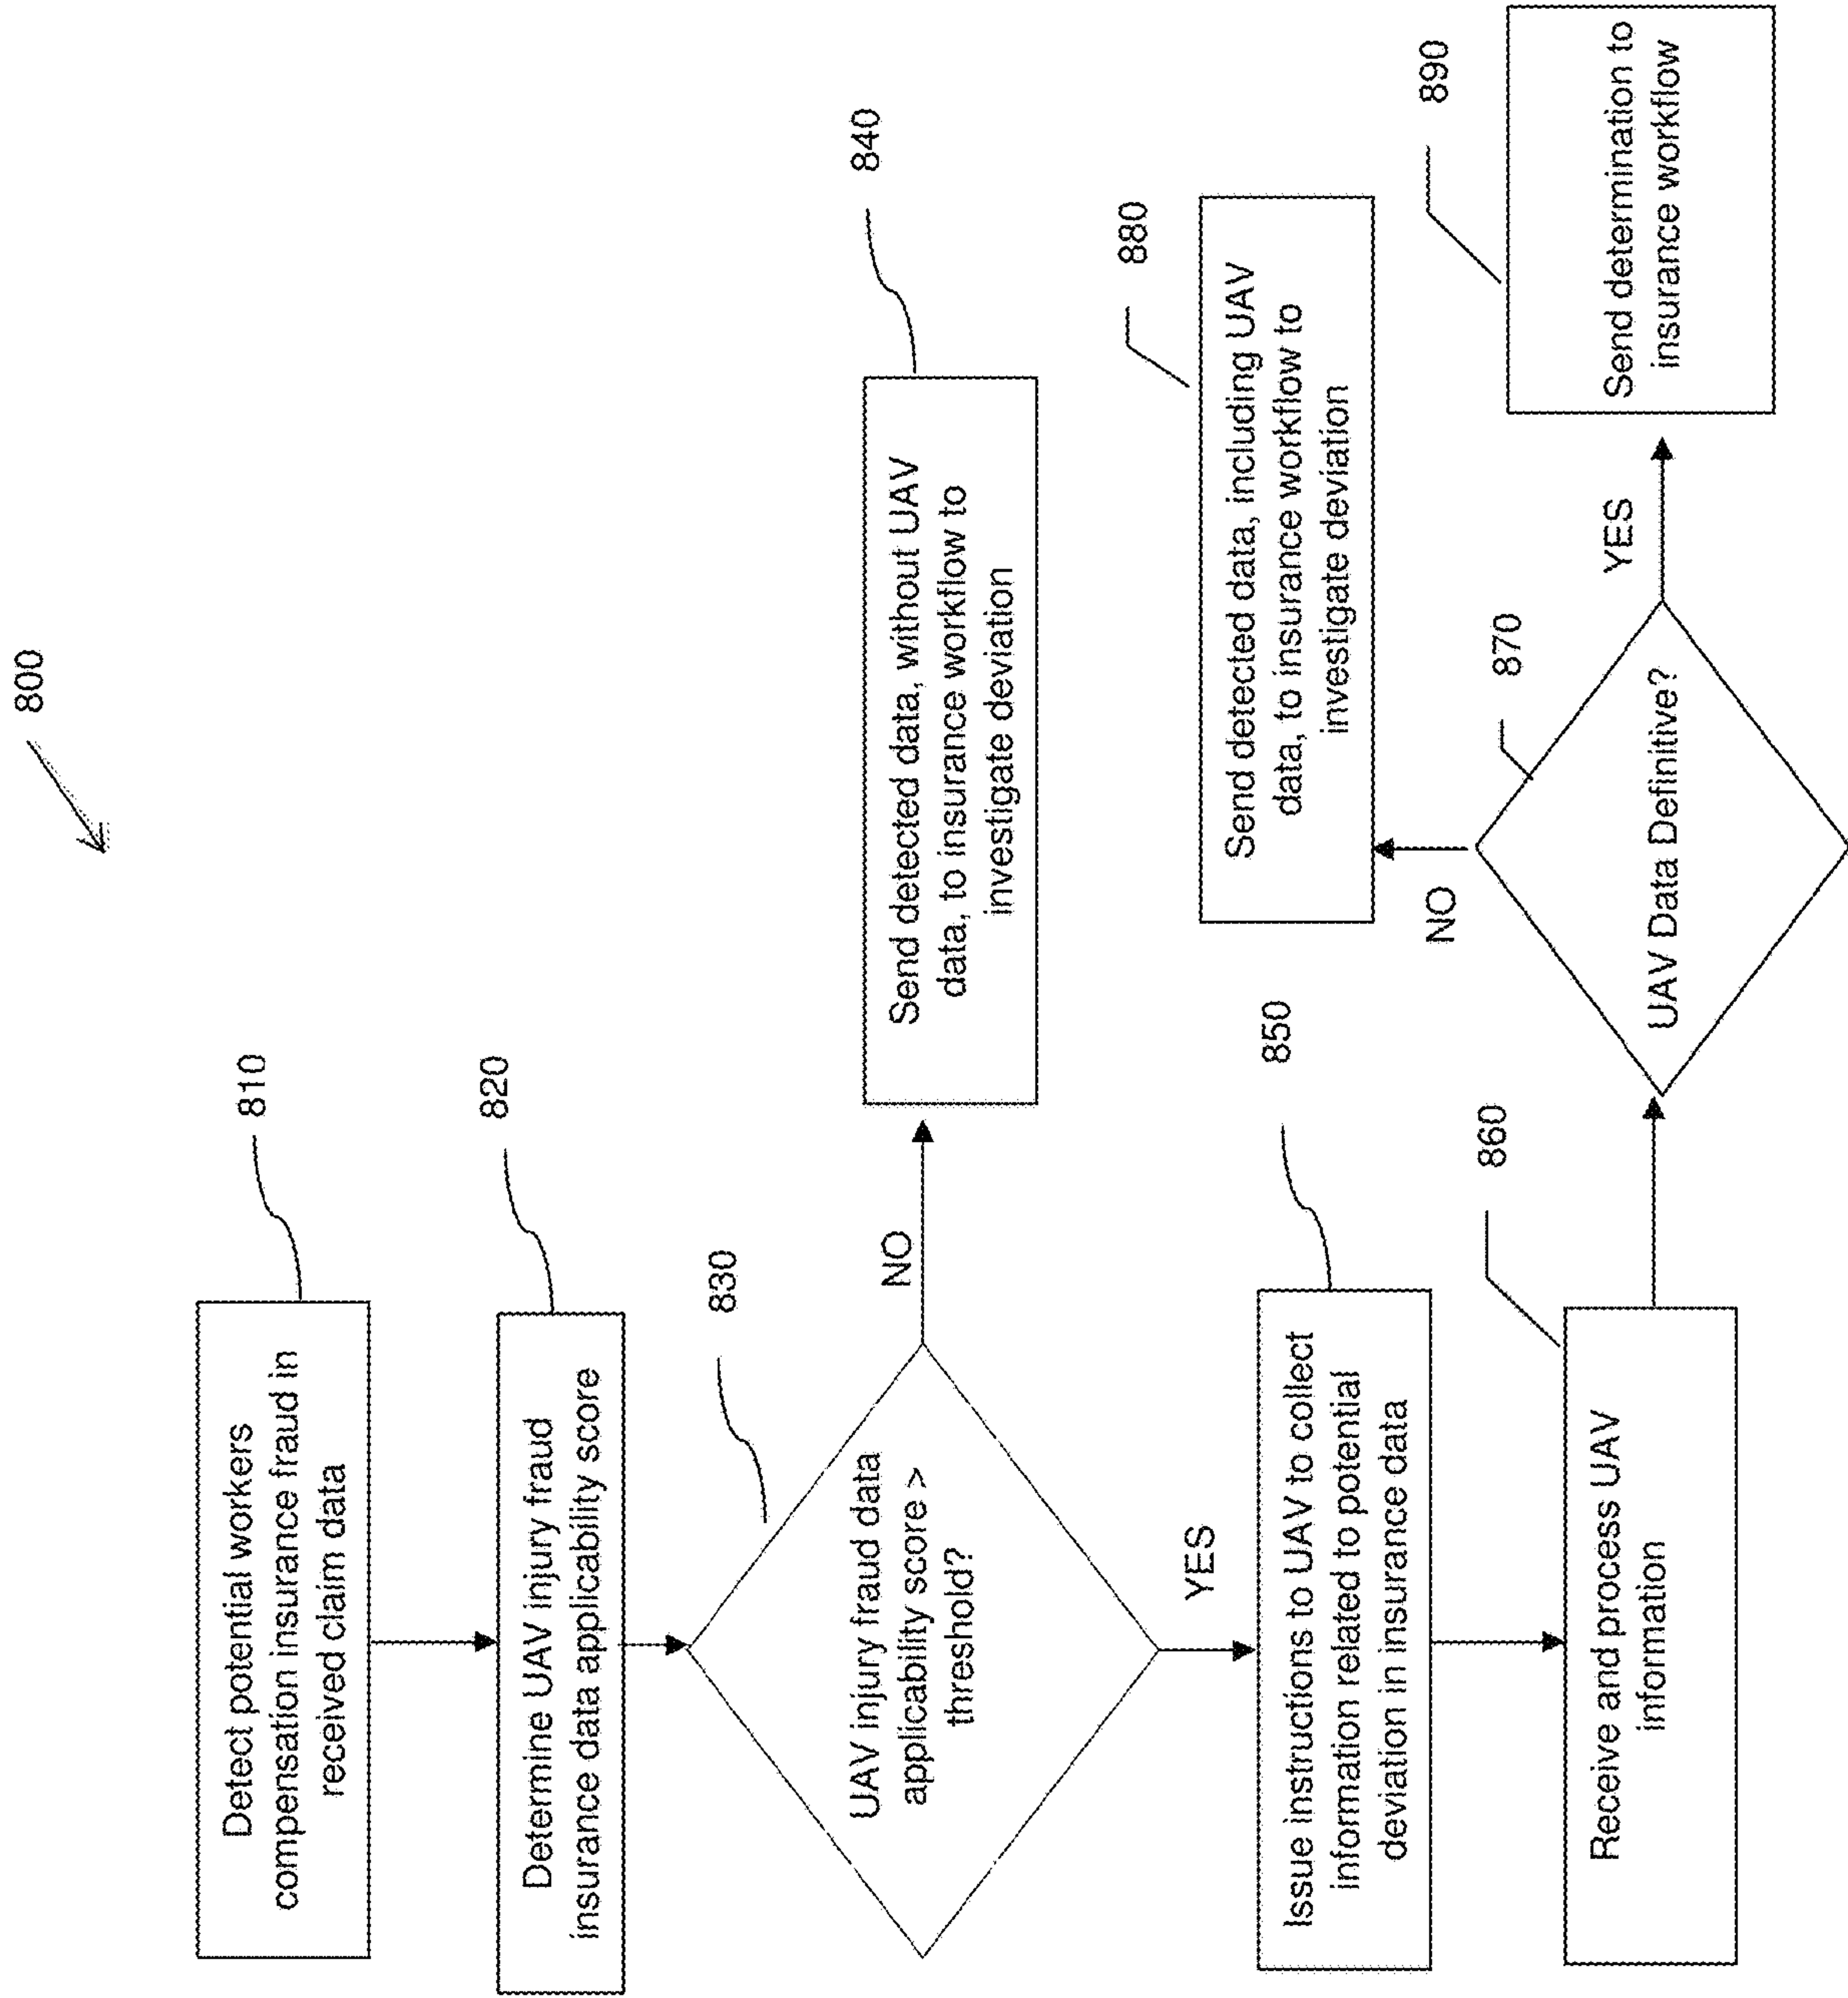 800
810
Detect potential workers
compensation insurance fraud in
received claim data
820
Determine UAV injury fraud
insurance data applicability score
830
UAV injury fraud data
applicability score >
threshold?
NO
840
Send detected data, without UAV
data, to insurance workflow to
investigate deviation
YES
850
Issue instructions to UAV to collect
information related to potential
deviation in insurance data
860
Receive and process UAV
information
870
UAV Data Definitive?
NO
880
Send detected data, including UAV
data, to insurance workflow to
investigate deviation
YES
890
Send determination to
insurance workflow